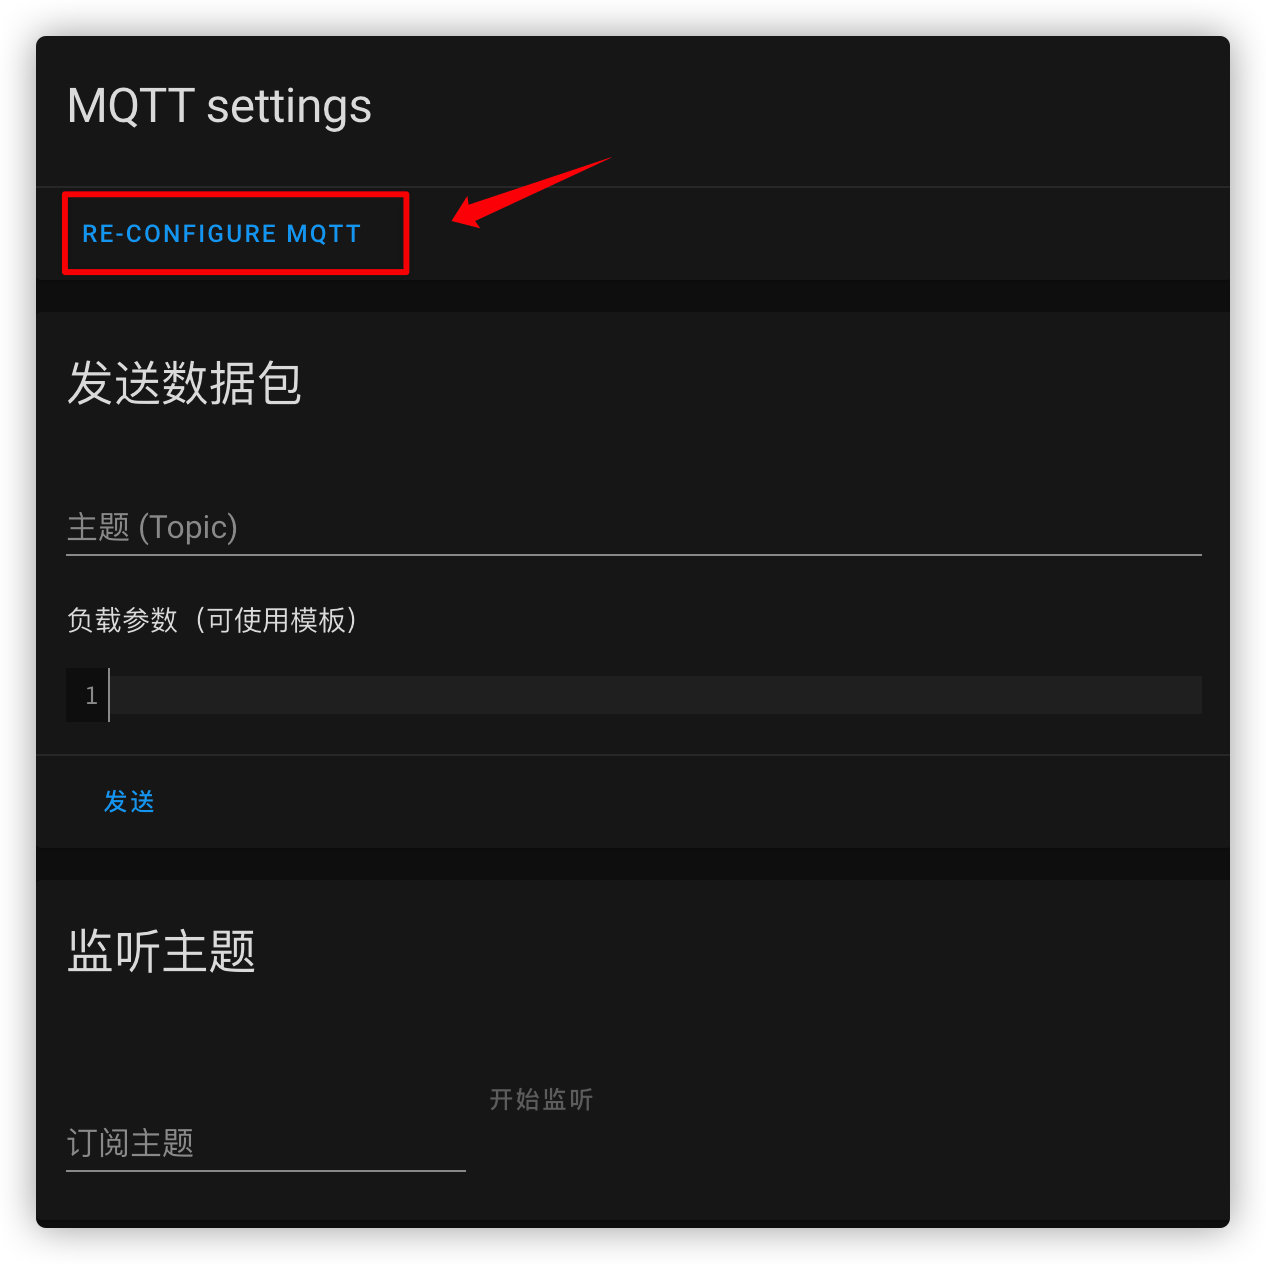 MQTT settings
RE-CONFIGURE MQTT
发送数据包
主题 (Topic)
负载参数（可使用模板）
1
发送
监听主题
开始监听
订阅主题